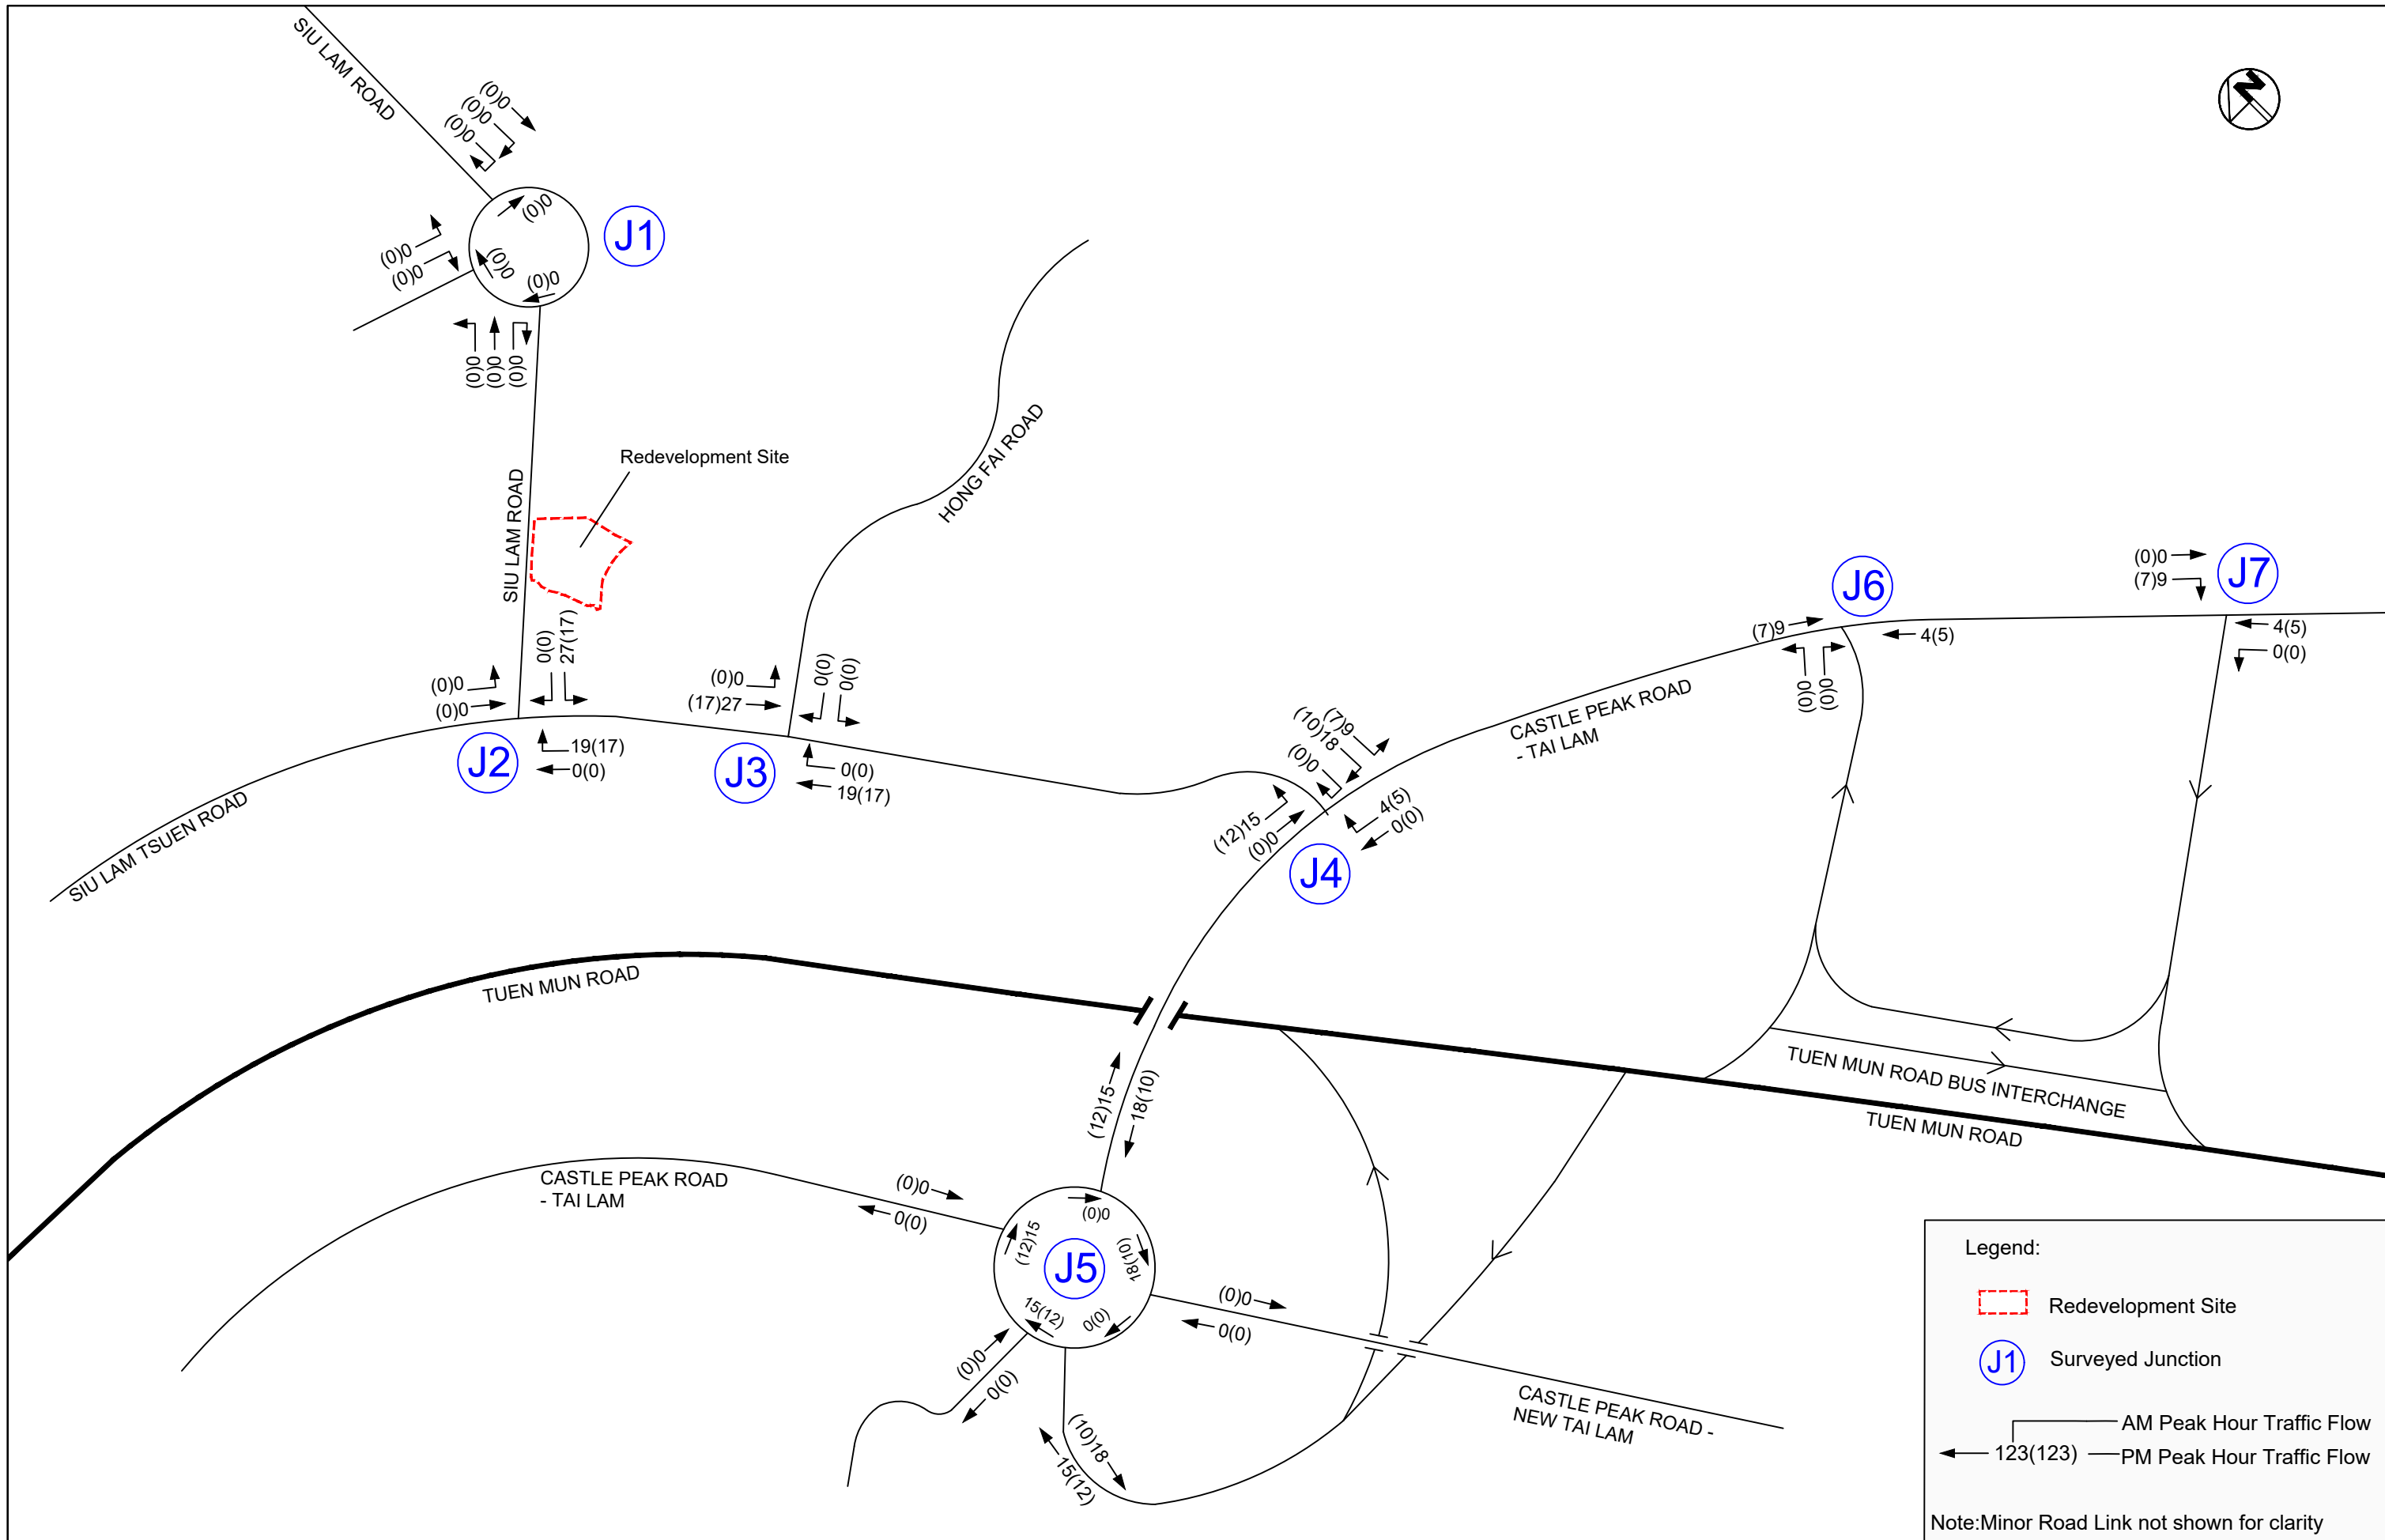 SIU LAM ROAD
(0)0
(0)0
(0)0
N
(0)0
J1
(0)0
(0)0
(0)0
(0)0
0(0)
0(0)
0(0)
Redevelopment Site
HONG FAI ROAD
SIU LAM ROAD
0(0)
27(17)
(0)0
(0)0
J2
19(17)
0(0)
(0)0
(17)27
0(0)
0(0)
J3
0(0)
19(17)
SIU LAM TSUEN ROAD
(7)9
(10)18
(0)0
(12)15
(0)0
4(5)
0(0)
J4
CASTLE PEAK ROAD
- TAI LAM
J6
(7)9
4(5)
0(0)
0(0)
(0)0
(7)9
J7
4(5)
0(0)
TUEN MUN ROAD
TUEN MUN ROAD BUS INTERCHANGE
TUEN MUN ROAD
(12)15
18(10)
CASTLE PEAK ROAD
- TAI LAM
(0)0
0(0)
(0)0
(12)15
18(10)
J5
15(12)
0(0)
(0)0
0(0)
(0)0
0(0)
(10)18
15(12)
CASTLE PEAK ROAD -
NEW TAI LAM
Legend:
Redevelopment Site
J1 Surveyed Junction
AM Peak Hour Traffic Flow
123(123) PM Peak Hour Traffic Flow
Note:Minor Road Link not shown for clarity